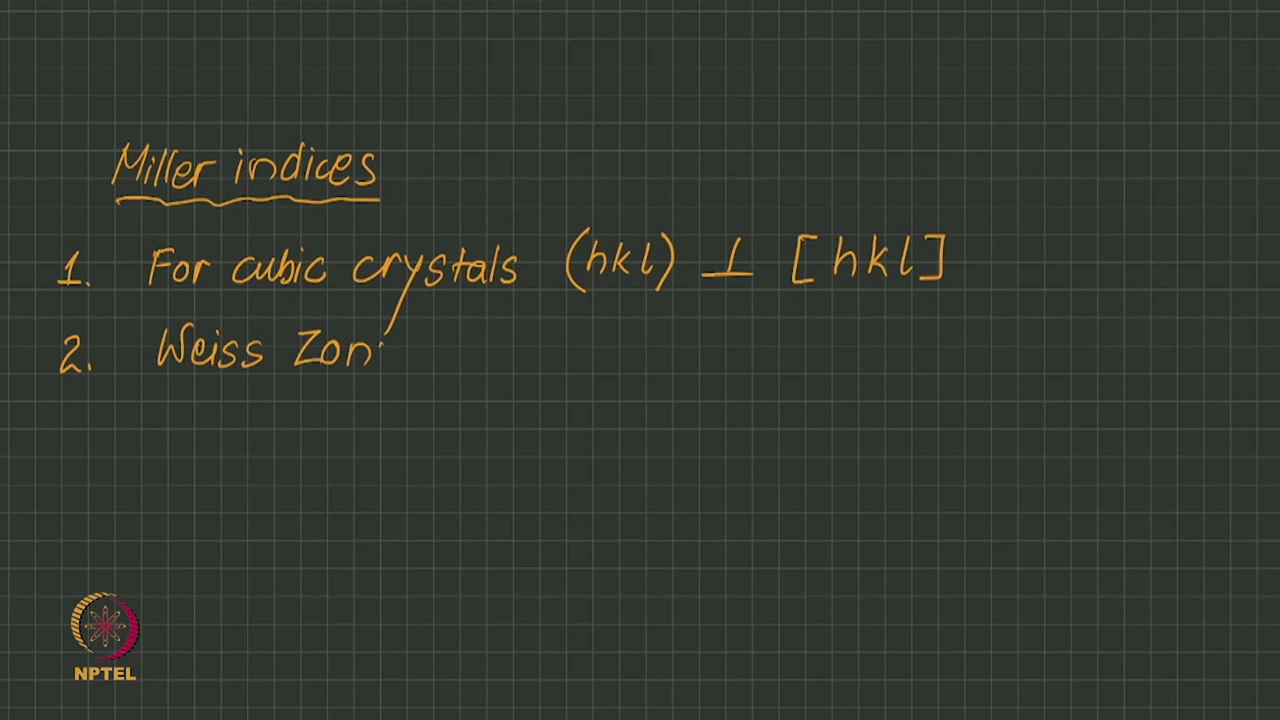 Miller indices
1. For cubic crystals (hkl) ⊥ [hkl]
2. Weiss Zon
NPTEL